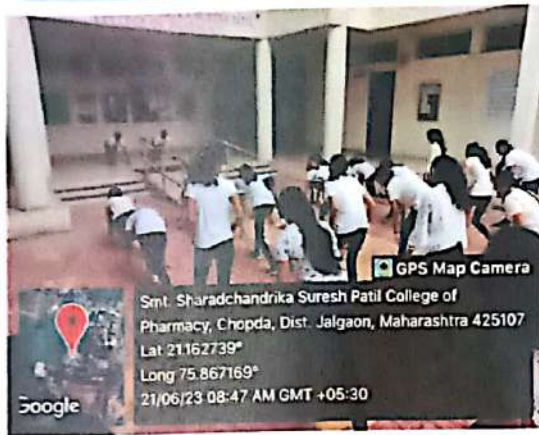 GPS Map Camera
Smt. Sharadchandrika Suresh Patil College of
Pharmacy, Chopda, Dist. Jalgaon, Maharashtra 425107
Lat 21.162739°
Long 75.867169°
21/06/23 08:47 AM GMT +05:30
Google